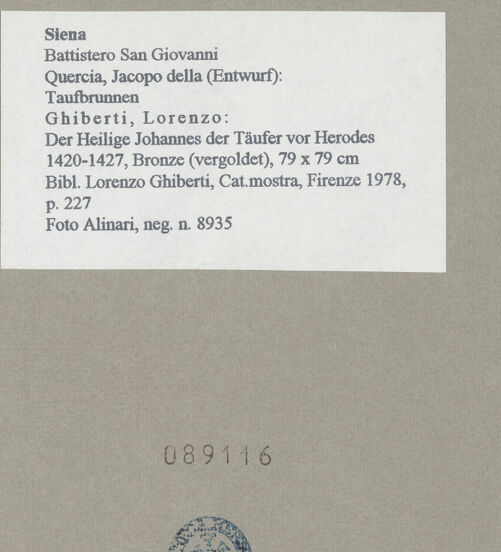 Siena
Battistero San Giovanni
Quercia, Jacopo della (Entwurf):
Taufbrunnen
Ghiberti, Lorenzo:
Der Heilige Johannes der Täufer vor Herodes
1420-1427, Bronze (vergoldet), 79 x 79 cm
Bibl. Lorenzo Ghiberti, Cat.mostra, Firenze 1978,
p. 227
Foto Alinari, neg. n. 8935
089116